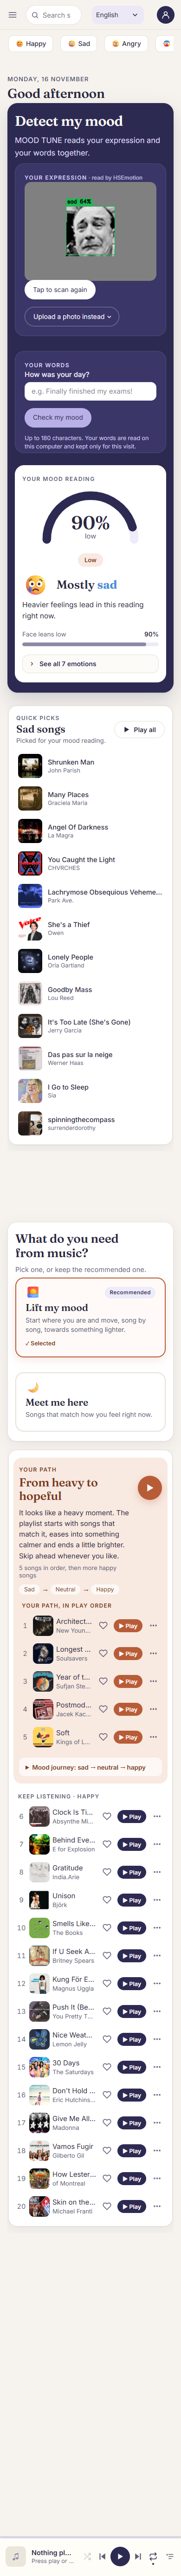 Search s
English
Happy
Sad
Angry
MONDAY, 16 NOVEMBER
Good afternoon
Detect my mood
MOOD TUNE reads your expression and
your words together.
YOUR EXPRESSION · read by HSEmotion
sad 64%
Tap to scan again
Upload a photo instead
YOUR WORDS
How was your day?
e.g. Finally finished my exams!
Check my mood
Up to 180 characters. Your words are read on
this computer and kept only for this visit.
YOUR MOOD READING
90%
low
Low
Mostly sad
Heavier feelings lead in this reading
right now.
Face leans low 90%
See all 7 emotions
QUICK PICKS
Sad songs
Picked for your mood reading.
Play all
Shrunken Man
John Parish
Many Places
Graciela Maria
Angel Of Darkness
La Magra
You Caught the Light
CHVRCHES
Lachrymose Obsequious Veheme...
Park Ave.
She's a Thief
Owen
Lonely People
Orla Gartland
Goodby Mass
Lou Reed
It's Too Late (She's Gone)
Jerry Garcia
Das pas sur la neige
Werner Haas
I Go to Sleep
Sia
spinningthecompass
surrenderdorothy
What do you need
from music?
Pick one, or keep the recommended one.
Recommended
Lift my mood
Start where you are and move, song by
song, towards something lighter.
✓ Selected
Meet me here
Songs that match how you feel right now.
YOUR PATH
From heavy to
hopeful
It looks like a heavy moment. The
playlist starts with songs that
match it, eases into something
calmer and ends a little brighter.
Skip ahead whenever you like.
5 songs in order, then more happy
songs
Sad → Neutral → Happy
YOUR PATH, IN PLAY ORDER
1 Architect... Play
New Youn...
2 Longest ... Play
Soulsavers
3 Year of t... Play
Sufjan Ste...
4 Postmod... Play
Jacek Kac...
5 Soft Play
Kings of L...
Mood journey: sad → neutral → happy
KEEP LISTENING · HAPPY
6 Clock Is Ti... Play
Absynthe Mi...
7 Behind Eve... Play
E for Explosion
8 Gratitude Play
India.Arie
9 Unison Play
Björk
10 Smells Like... Play
The Books
11 If U Seek A... Play
Britney Spears
12 Kung För E... Play
Magnus Uggla
13 Push It (Be... Play
You Pretty T...
14 Nice Weat... Play
Lemon Jelly
15 30 Days Play
The Saturdays
16 Don't Hold ... Play
Eric Hutchins...
17 Give Me All... Play
Madonna
18 Vamos Fugir Play
Gilberto Gil
19 How Lester... Play
of Montreal
20 Skin on the... Play
Michael Franti
Nothing pl...
Press play or ...